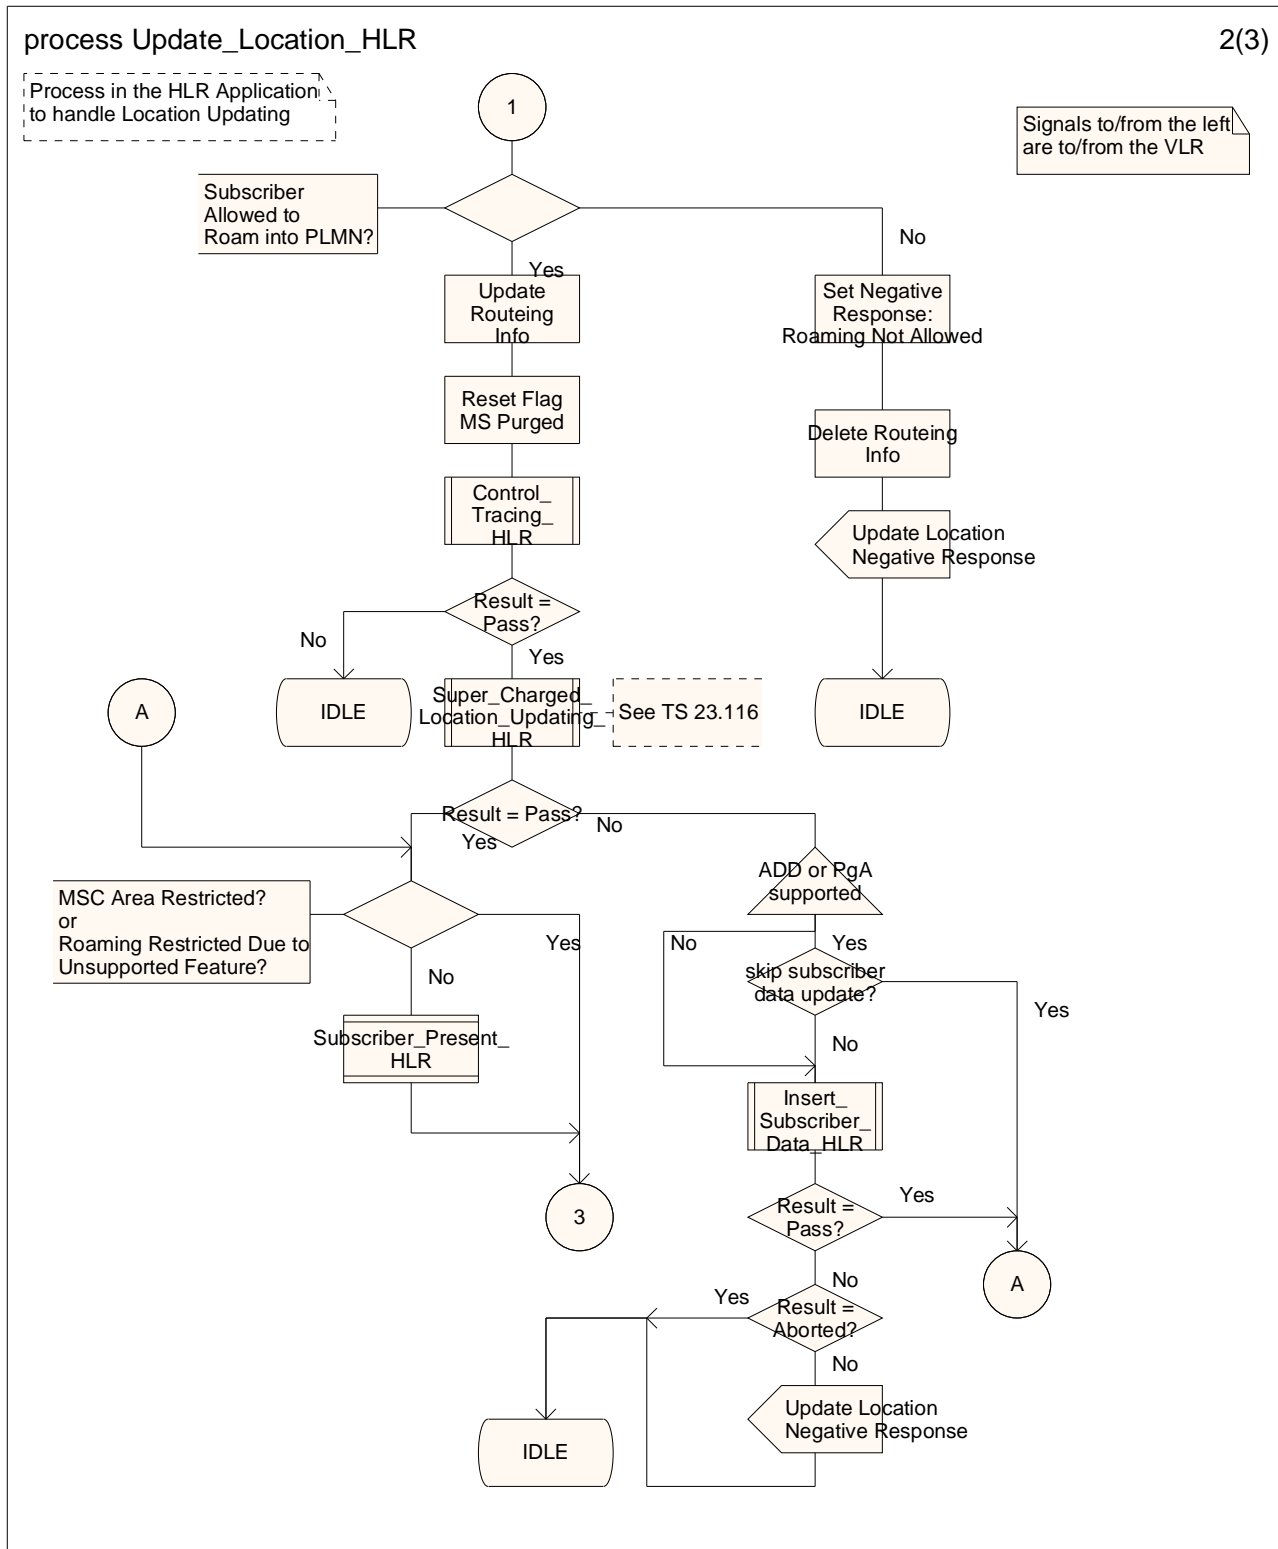 process Update_Location_HLR
2(3)
Process in the HLR Application
to handle Location Updating
1
Signals to/from the left
are to/from the VLR
Subscriber
Allowed to
Roam into PLMN?
No
Yes
Update
Routeing
Info
Set Negative
Response:
Roaming Not Allowed
Reset Flag
MS Purged
Delete Routeing
Info
Control_
Tracing_
HLR
Update Location
Negative Response
Result =
Pass?
No
Yes
A
IDLE
Super_Charged_
Location_Updating_
HLR
See TS 23.116
IDLE
Result = Pass?
No
Yes
ADD or PgA
supported
MSC Area Restricted?
or
Roaming Restricted Due to
Unsupported Feature?
Yes
No
Yes
No
skip subscriber
data update?
Yes
Subscriber_Present_
HLR
No
Insert_
Subscriber_
Data_HLR
3
Result =
Pass?
Yes
No
A
Yes
Result =
Aborted?
No
Update Location
Negative Response
IDLE